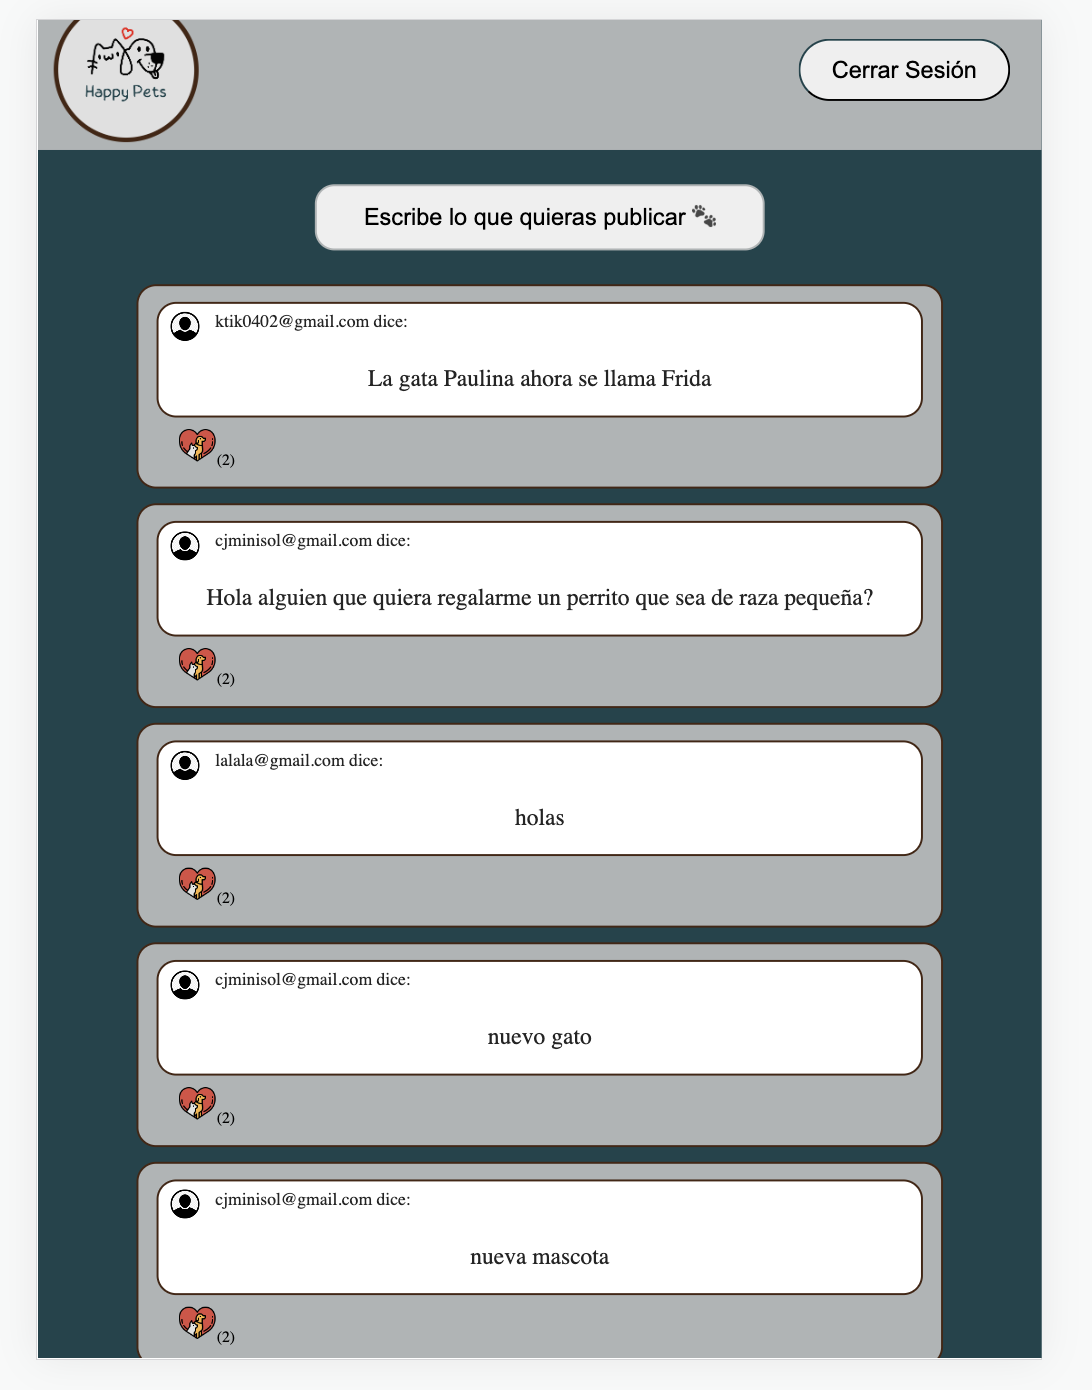 Happy Pets
Cerrar Sesión
Escribe lo que quieras publicar
ktik0402@gmail.com dice:
La gata Paulina ahora se llama Frida
(2)
cjminisol@gmail.com dice:
Hola alguien que quiera regalarme un perrito que sea de raza pequeña?
(2)
lalala@gmail.com dice:
holas
(2)
cjminisol@gmail.com dice:
nuevo gato
(2)
cjminisol@gmail.com dice:
nueva mascota
(2)